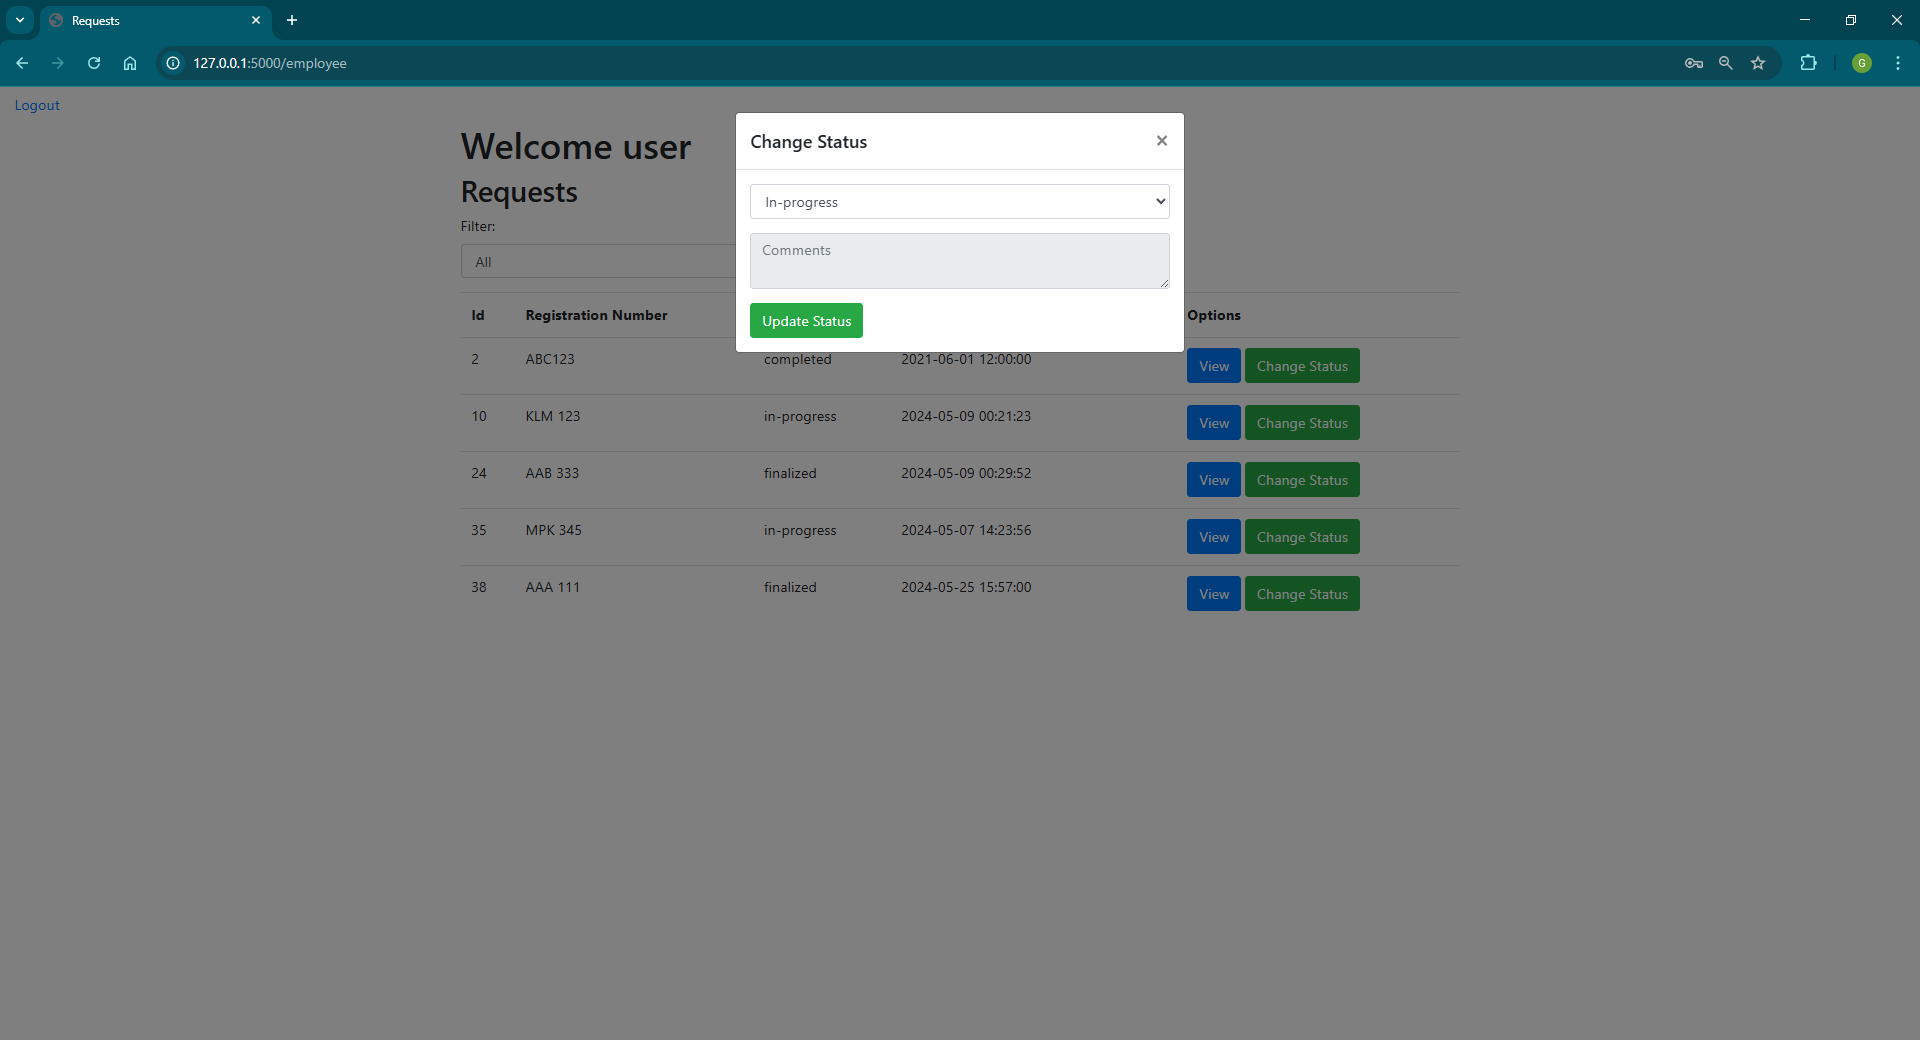 Requests
127.0.0.1:5000/employee
G
Logout
Welcome user
Requests
Filter:
All
Change Status
×
In-progress
Comments
Update Status
Id Registration Number Options
2 ABC123 completed 2021-06-01 12:00:00 View Change Status
10 KLM 123 in-progress 2024-05-09 00:21:23 View Change Status
24 AAB 333 finalized 2024-05-09 00:29:52 View Change Status
35 MPK 345 in-progress 2024-05-07 14:23:56 View Change Status
38 AAA 111 finalized 2024-05-25 15:57:00 View Change Status